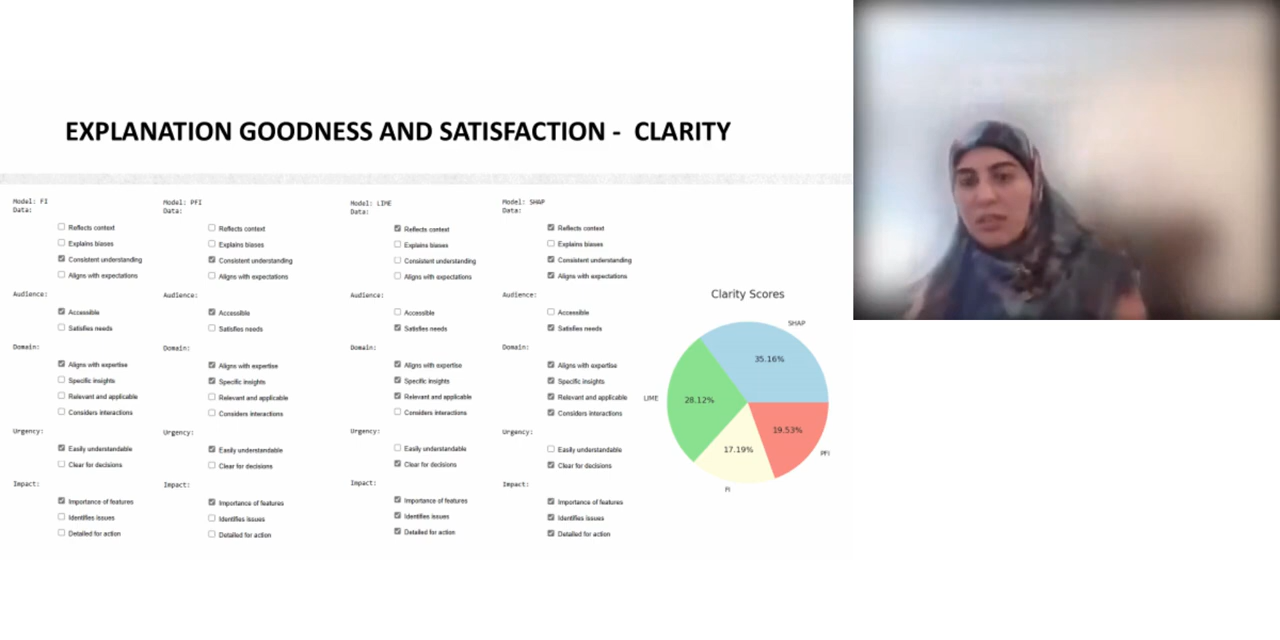 EXPLANATION GOODNESS AND SATISFACTION - CLARITY
Model: FI
Data:
Reflects context
Explains biases
Consistent understanding
Aligns with expectations
Audience:
Accessible
Satisfies needs
Domain:
Aligns with expertise
Specific insights
Relevant and applicable
Considers interactions
Urgency:
Easily understandable
Clear for decisions
Impact:
Importance of features
Identifies issues
Detailed for action
Model: PFI
Data:
Reflects context
Explains biases
Consistent understanding
Aligns with expectations
Audience:
Accessible
Satisfies needs
Domain:
Aligns with expertise
Specific insights
Relevant and applicable
Considers interactions
Urgency:
Easily understandable
Clear for decisions
Impact:
Importance of features
Identifies issues
Detailed for action
Model: LIME
Data:
Reflects context
Explains biases
Consistent understanding
Aligns with expectations
Audience:
Accessible
Satisfies needs
Domain:
Aligns with expertise
Specific insights
Relevant and applicable
Considers interactions
Urgency:
Easily understandable
Clear for decisions
Impact:
Importance of features
Identifies issues
Detailed for action
Model: SHAP
Data:
Reflects context
Explains biases
Consistent understanding
Aligns with expectations
Audience:
Accessible
Satisfies needs
Domain:
Aligns with expertise
Specific insights
Relevant and applicable
Considers interactions
Urgency:
Easily understandable
Clear for decisions
Impact:
Importance of features
Identifies issues
Detailed for action
Clarity Scores
SHAP
35.16%
LIME
28.12%
19.53%
17.19%
PFI
FI